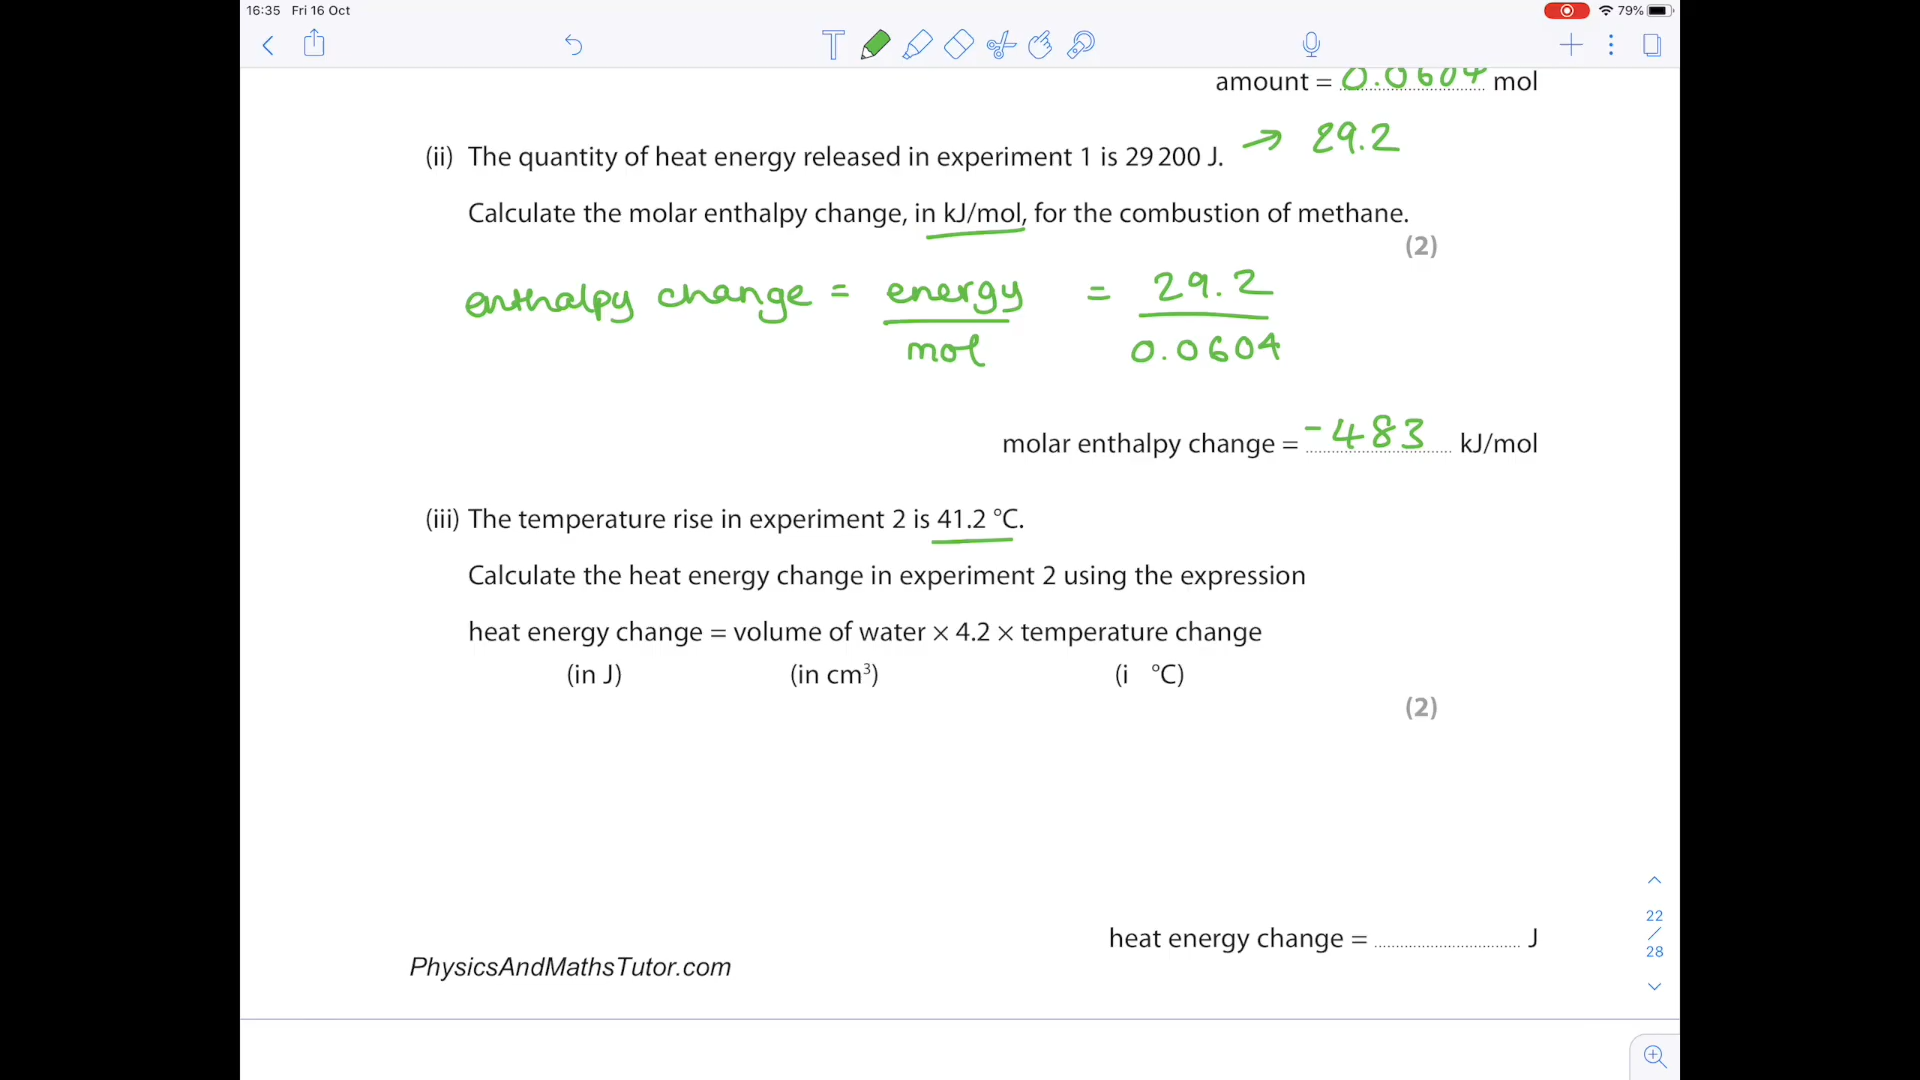 16:35 Fri 16 Oct
79%
amount = 0.0604 mol
(ii) The quantity of heat energy released in experiment 1 is 29 200 J. → 29.2
Calculate the molar enthalpy change, in kJ/mol, for the combustion of methane.
(2)
enthalpy change = energy = 29.2
mol 0.0604
molar enthalpy change = -483 kJ/mol
(iii) The temperature rise in experiment 2 is 41.2 °C.
Calculate the heat energy change in experiment 2 using the expression
heat energy change = volume of water × 4.2 × temperature change
(in J) (in cm³) (i °C)
(2)
22
/
28
heat energy change = ................................ J
PhysicsAndMathsTutor.com